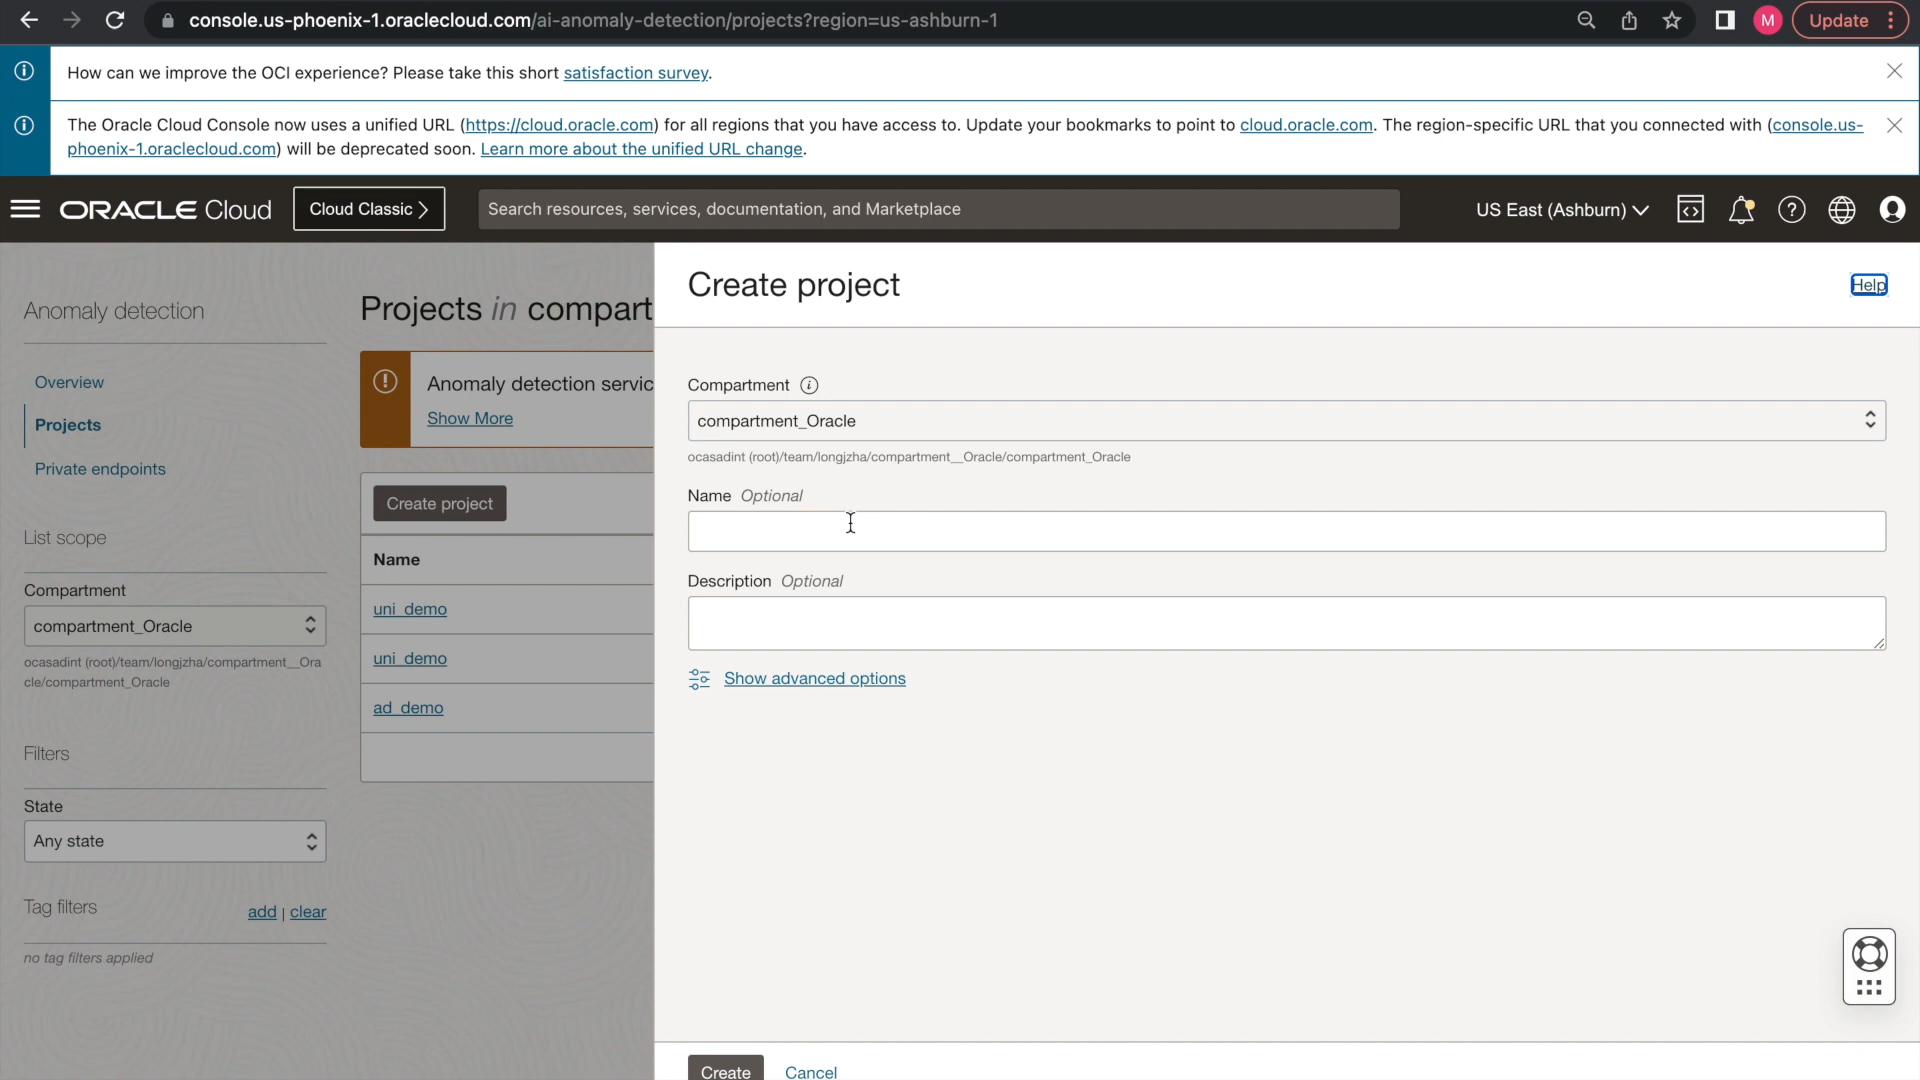 console.us-phoenix-1.oraclecloud.com/ai-anomaly-detection/projects?region=us-ashburn-1
M
Update
How can we improve the OCI experience? Please take this short satisfaction survey.
The Oracle Cloud Console now uses a unified URL (https://cloud.oracle.com) for all regions that you have access to. Update your bookmarks to point to cloud.oracle.com. The region-specific URL that you connected with (console.us-
phoenix-1.oraclecloud.com) will be deprecated soon. Learn more about the unified URL change.
ORACLE Cloud
Cloud Classic
Search resources, services, documentation, and Marketplace
US East (Ashburn)
Anomaly detection
Overview
Projects
Private endpoints
List scope
Compartment
compartment_Oracle
ocasadint (root)/team/longjzha/compartment__Ora
cle/compartment_Oracle
Filters
State
Any state
Tag filters
add | clear
no tag filters applied
Projects in compart
Anomaly detection servic
Show More
Create project
Name
uni_demo
uni_demo
ad_demo
Create project
Help
Compartment
compartment_Oracle
ocasadint (root)/team/longjzha/compartment__Oracle/compartment_Oracle
Name Optional
Description Optional
Show advanced options
Create
Cancel